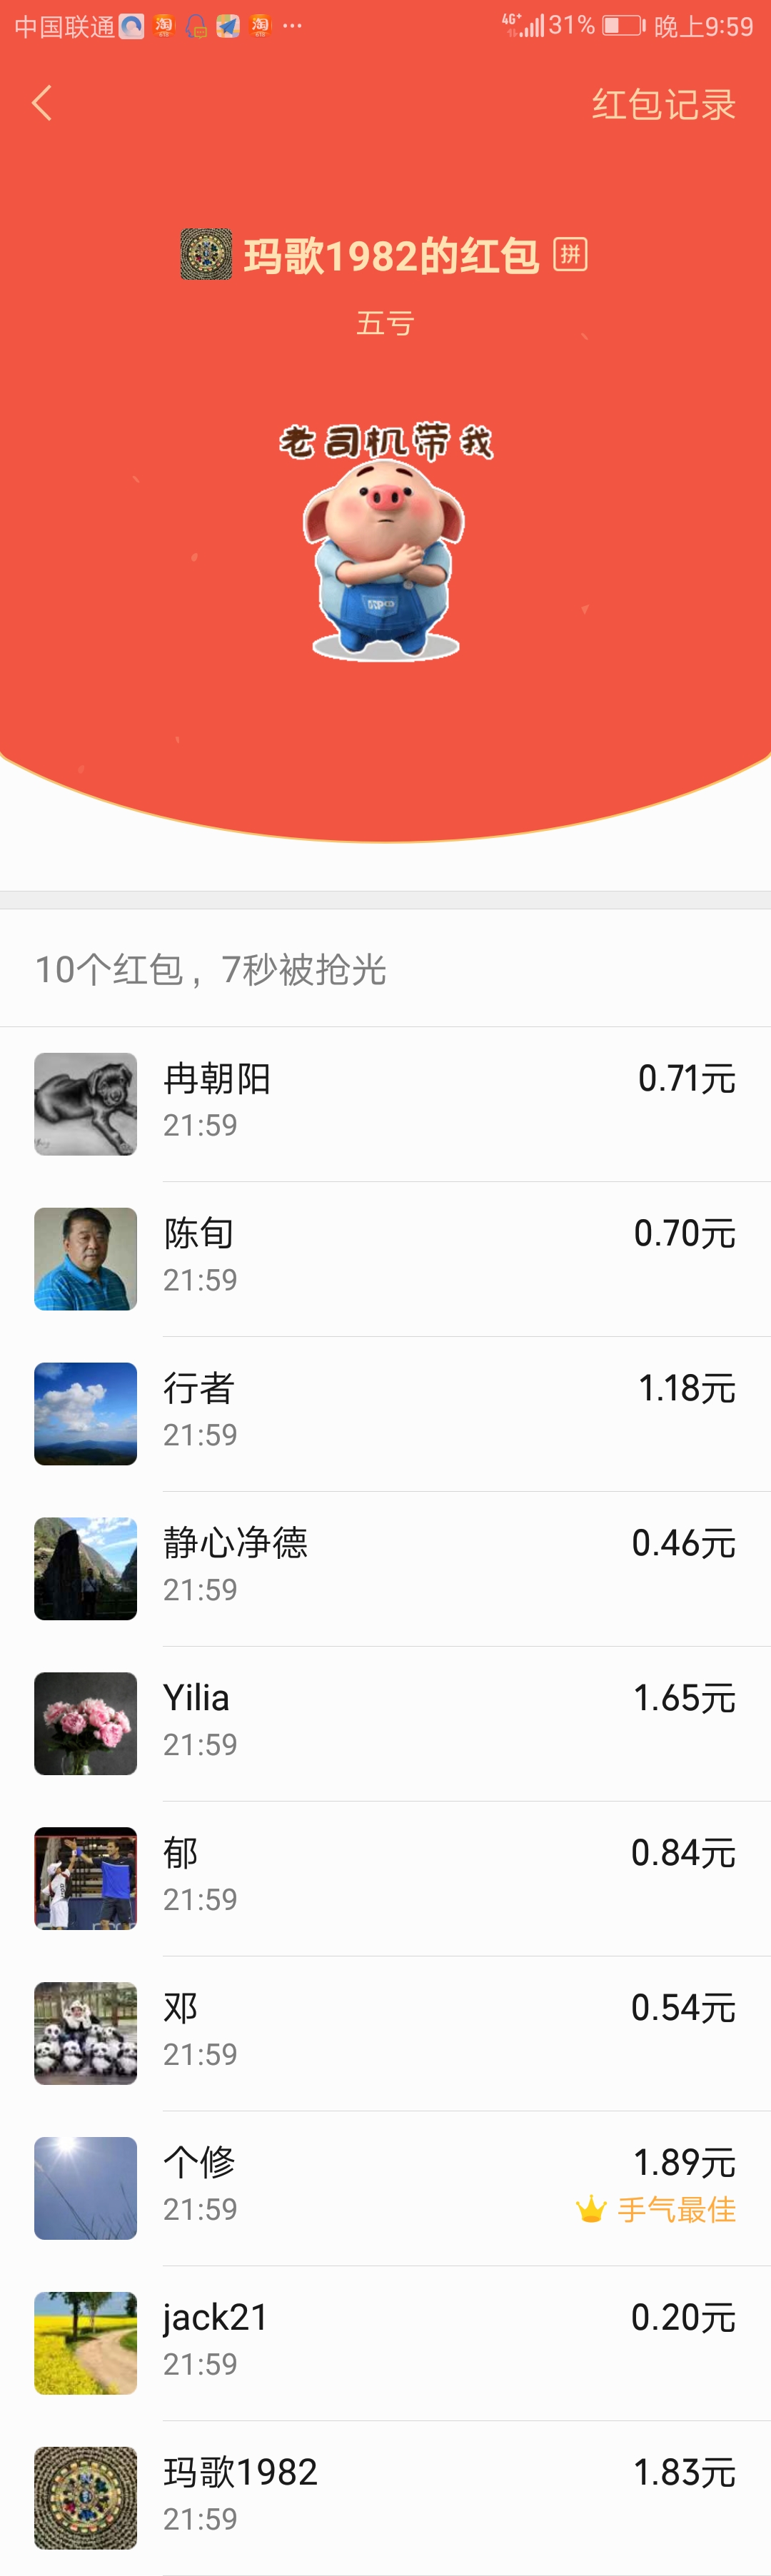 中国联通 淘 淘 ... 4G+ 31% 晚上9:59
红包记录
玛歌1982的红包 拼
五亏
老司机带我
10个红包，7秒被抢光
冉朝阳 0.71元
21:59
陈旬 0.70元
21:59
行者 1.18元
21:59
静心净德 0.46元
21:59
Yilia 1.65元
21:59
郁 0.84元
21:59
邓 0.54元
21:59
个修 1.89元
21:59 手气最佳
jack21 0.20元
21:59
玛歌1982 1.83元
21:59